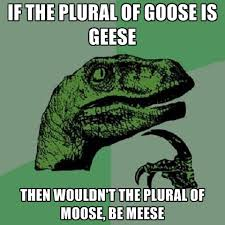 IF THE PLURAL OF GOOSE IS
GEESE
THEN WOULDN'T THE PLURAL OF
MOOSE, BE MEESE